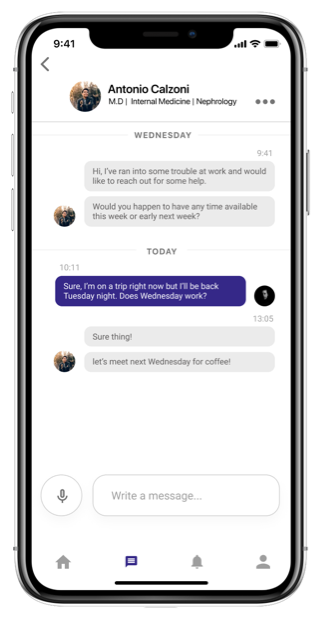 9:41
Antonio Calzoni
M.D | Internal Medicine | Nephrology
WEDNESDAY
9:41
Hi, I've ran into some trouble at work and would
like to reach out for some help.
Would you happen to have any time available
this week or early next week?
TODAY
10:11
Sure, I'm on a trip right now but I'll be back
Tuesday night. Does Wednesday work?
13:05
Sure thing!
let's meet next Wednesday for coffee!
Write a message...